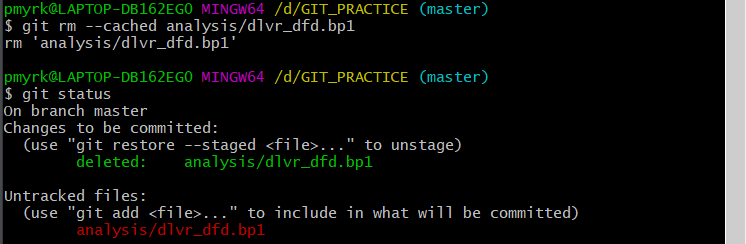 pmyrk@LAPTOP-DB162EGO MINGW64 /d/GIT_PRACTICE (master)
$ git rm --cached analysis/dlvr_dfd.bp1
rm 'analysis/dlvr_dfd.bp1'
pmyrk@LAPTOP-DB162EGO MINGW64 /d/GIT_PRACTICE (master)
$ git status
On branch master
Changes to be committed:
  (use "git restore --staged <file>..." to unstage)
        deleted:    analysis/dlvr_dfd.bp1
Untracked files:
  (use "git add <file>..." to include in what will be committed)
        analysis/dlvr_dfd.bp1